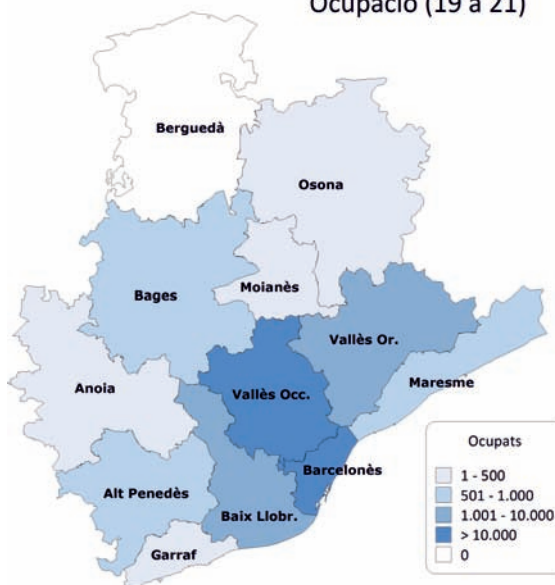 Ocupació (19 a 21)
Berguedà
Osona
Bages
Moianès
Vallès Or.
Anoia
Vallès Occ.
Maresme
Barcelonès
Alt Penedès
Baix Llobr.
Garraf
Ocupats
1 - 500
501 - 1.000
1.001 - 10.000
> 10.000
0